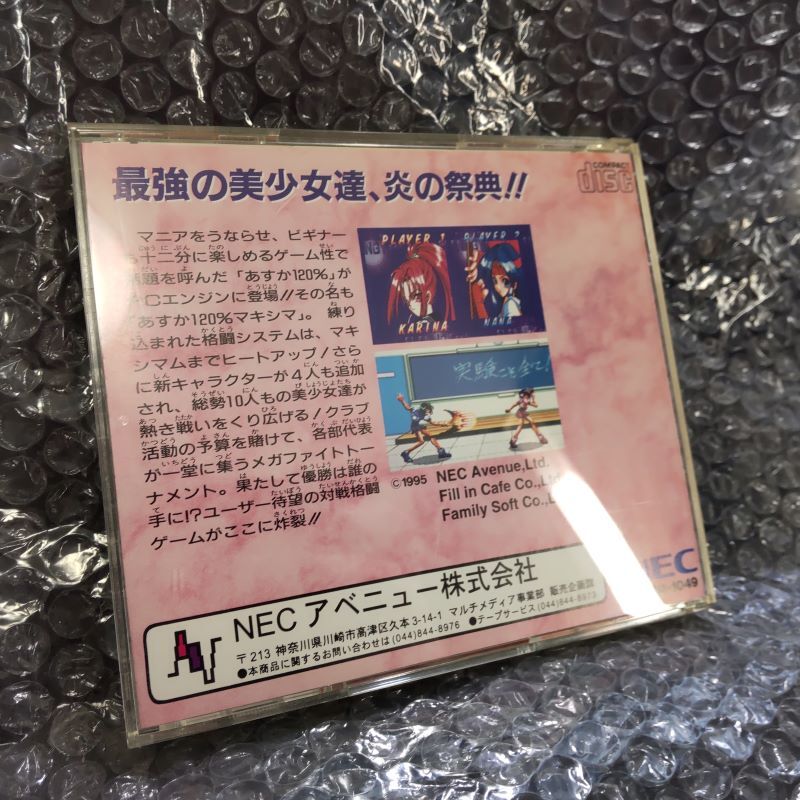 最強の美少女達、炎の祭典!!
COMPACT
disc
マニアをうならせ、ビギナー
も十二分に楽しめるゲーム性で
話題を呼んだ「あすか120%」が
PCエンジンに登場!!その名も
「あすか120%マキシマ」。練り
込まれた格闘システムは、マキ
シマムまでヒートアップ!さら
に新キャラクターが4人も追加
され、総勢10人もの美少女達が
熱き戦いをくり広げる!クラブ
活動の予算を賭けて、各部代表
が一堂に集うメガファイトトー
ナメント。果たして優勝は誰の
手に!?ユーザー待望の対戦格闘
ゲームがここに炸裂!!
PLAYER 1 PLAYER 2
KARINA NANA
実験こそ全て!
©1995 NEC Avenue,Ltd.
Fill in Cafe Co.,Ltd.
Family Soft Co.,
NEC
1049
NECアベニュー株式会社
〒213 神奈川県川崎市高津区久本3-14-1 マルチメディア事業部 販売企画部
●本商品に関するお問い合わせは(044)844-8976 ●テープサービス(044)844-8973